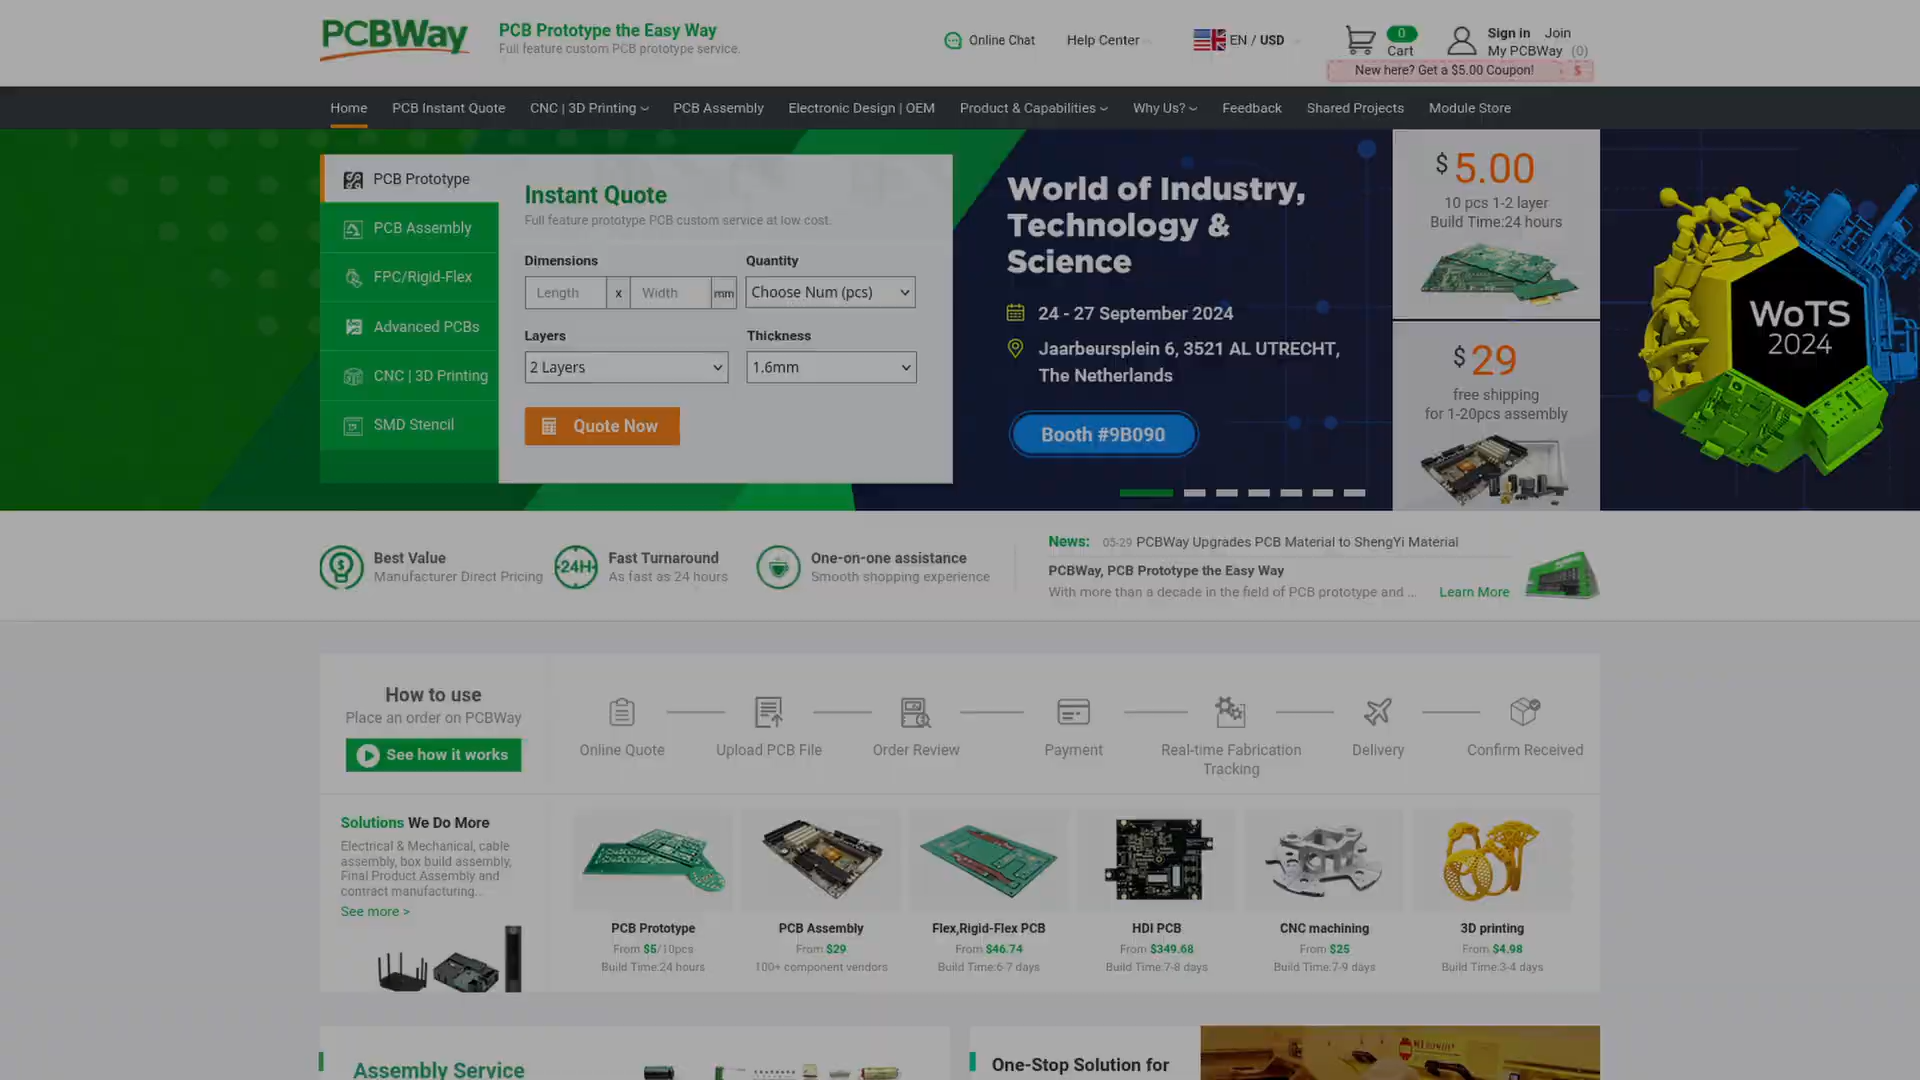 PCBWay
PCB Prototype the Easy Way
Full feature custom PCB prototype service.
Online Chat
Help Center
EN / USD
0
Cart
Sign in Join
My PCBWay (0)
New here? Get a $5.00 Coupon!
$
Home
PCB Instant Quote
CNC | 3D Printing
PCB Assembly
Electronic Design | OEM
Product & Capabilities
Why Us?
Feedback
Shared Projects
Module Store
PCB Prototype
PCB Assembly
FPC/Rigid-Flex
Advanced PCBs
CNC | 3D Printing
SMD Stencil
Instant Quote
Full feature prototype PCB custom service at low cost.
Dimensions
Quantity
Length x Width mm
Choose Num (pcs)
Layers
Thickness
2 Layers
1.6mm
Quote Now
World of Industry,
Technology &
Science
24 - 27 September 2024
Jaarbeursplein 6, 3521 AL UTRECHT,
The Netherlands
Booth #9B090
$ 5.00
10 pcs 1-2 layer
Build Time:24 hours
$ 29
free shipping
for 1-20pcs assembly
WoTS
2024
Best Value
Manufacturer Direct Pricing
24H
Fast Turnaround
As fast as 24 hours
One-on-one assistance
Smooth shopping experience
News: 05-29 PCBWay Upgrades PCB Material to ShengYi Material
PCBWay, PCB Prototype the Easy Way
With more than a decade in the field of PCB prototype and ...
Learn More
How to use
Place an order on PCBWay
See how it works
Online Quote
Upload PCB File
Order Review
Payment
Real-time Fabrication
Tracking
Delivery
Confirm Received
Solutions We Do More
Electrical & Mechanical, cable
assembly, box build assembly,
Final Product Assembly and
contract manufacturing...
See more >
PCB Prototype
From $5/10pcs
Build Time:24 hours
PCB Assembly
From $29
100+ component vendors
Flex,Rigid-Flex PCB
From $46.74
Build Time:6-7 days
HDI PCB
From $349.68
Build Time:7-8 days
CNC machining
From $25
Build Time:7-9 days
3D printing
From $4.98
Build Time:3-4 days
Assembly Service
One-Stop Solution for